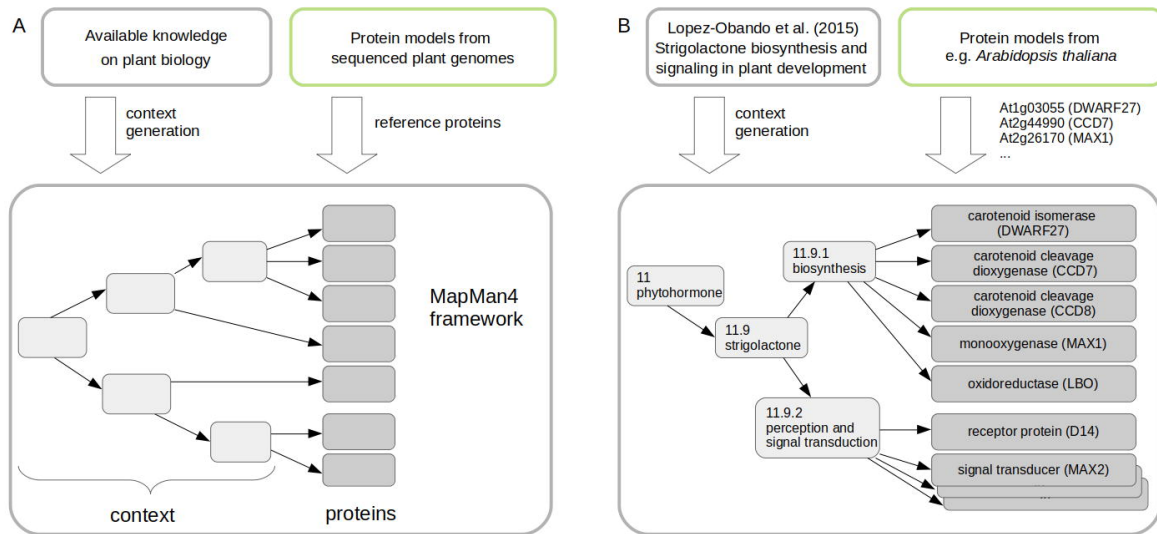 A
Available knowledge
on plant biology
Protein models from
sequenced plant genomes
context
generation
reference proteins
MapMan4
framework
context
proteins
B
Lopez-Obando et al. (2015)
Strigolactone biosynthesis and
signaling in plant development
Protein models from
e.g. Arabidopsis thaliana
context
generation
At1g03055 (DWARF27)
At2g44990 (CCD7)
At2g26170 (MAX1)
...
11
phytohormone
11.9
strigolactone
11.9.1
biosynthesis
11.9.2
perception and
signal transduction
carotenoid isomerase
(DWARF27)
carotenoid cleavage
dioxygenase (CCD7)
carotenoid cleavage
dioxygenase (CCD8)
monooxygenase (MAX1)
oxidoreductase (LBO)
receptor protein (D14)
signal transducer (MAX2)
...